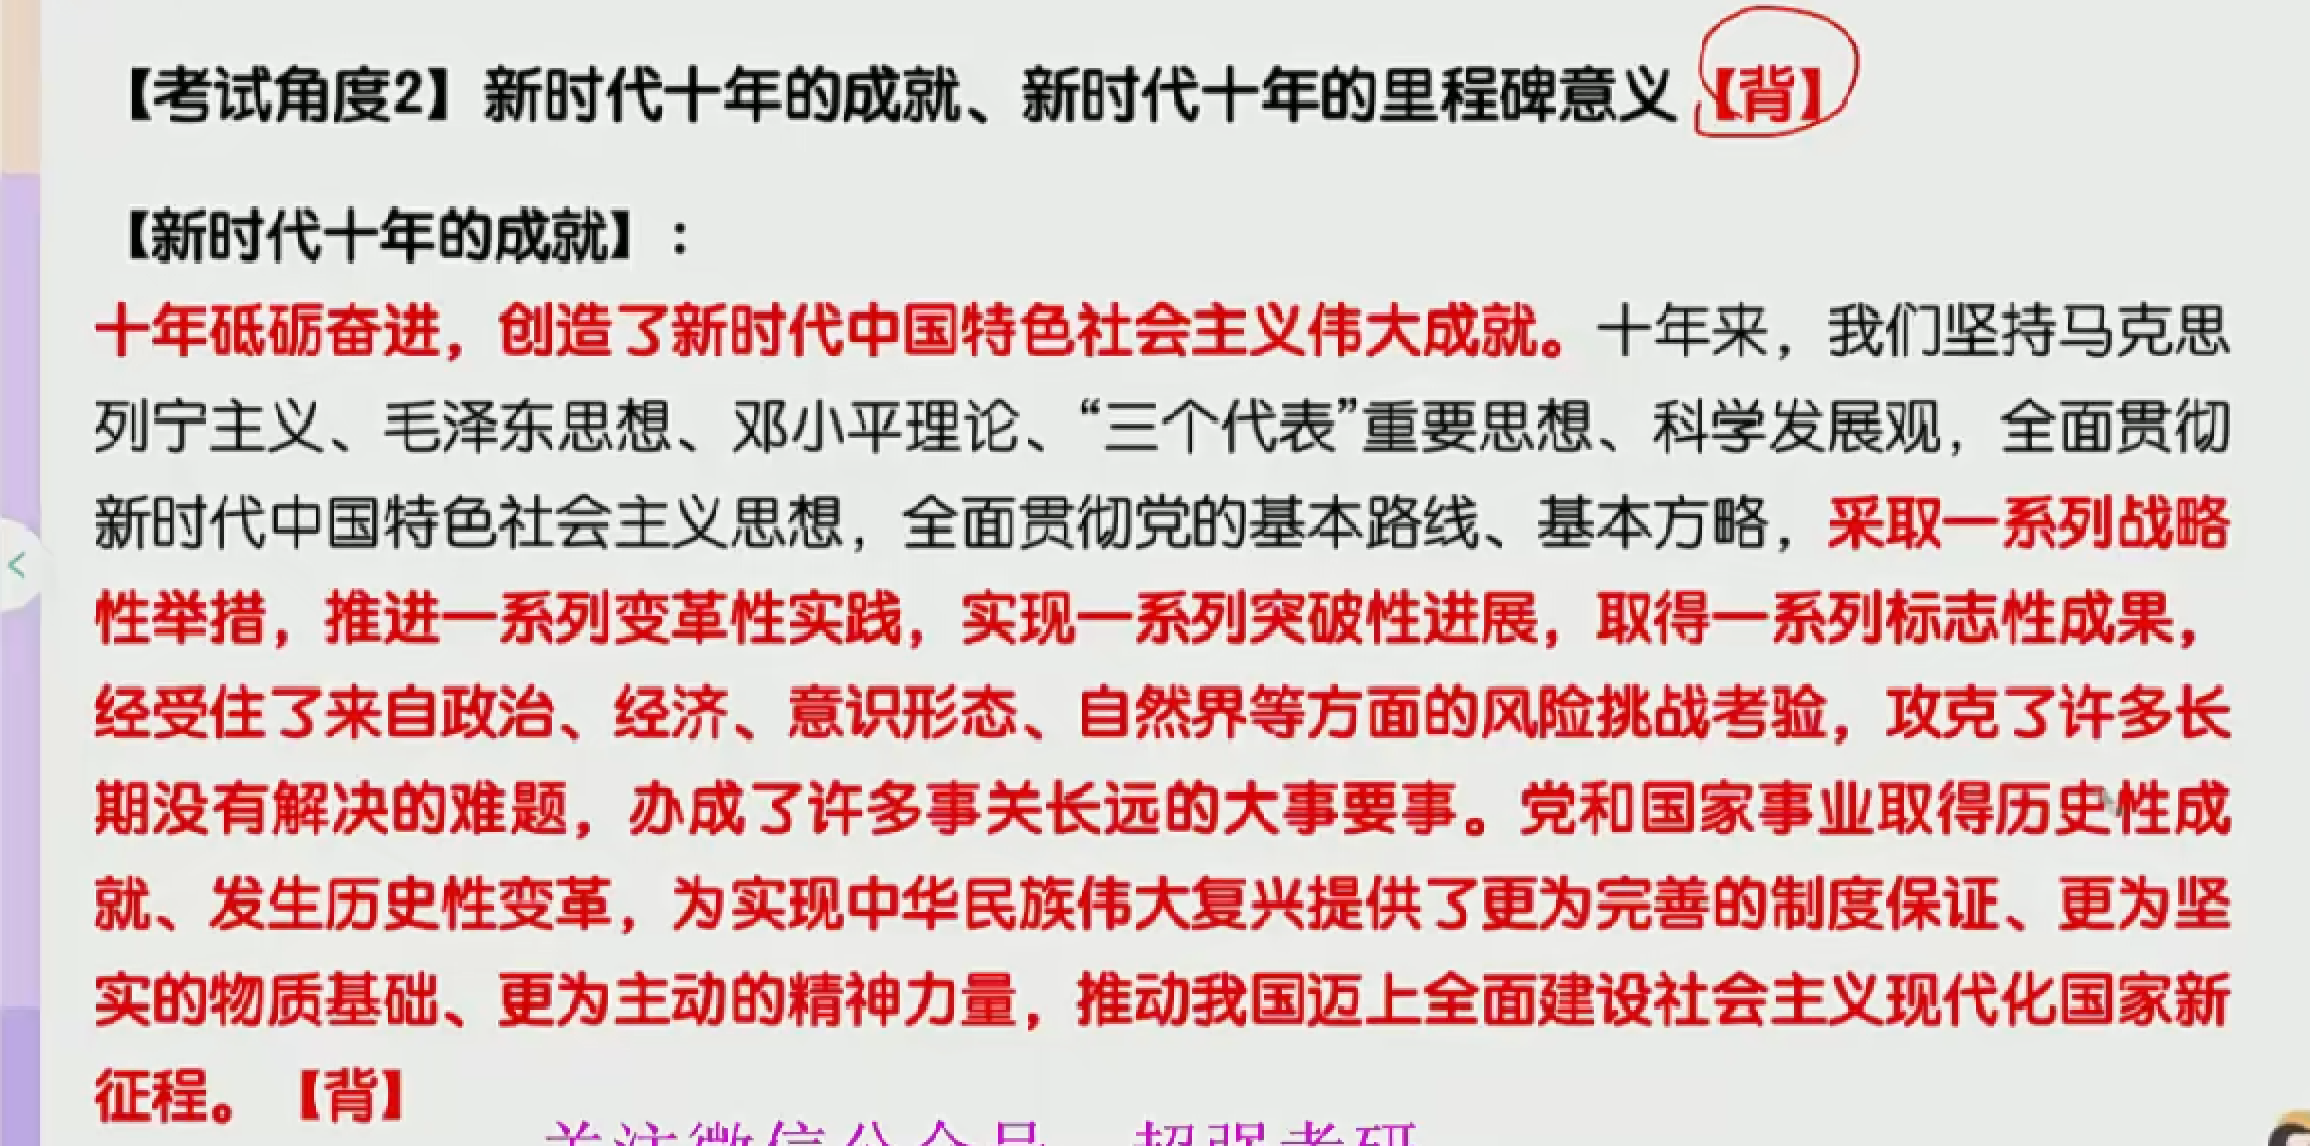 【考试角度2】新时代十年的成就、新时代十年的里程碑意义【背】
【新时代十年的成就】：
十年砥砺奋进，创造了新时代中国特色社会主义伟大成就。十年来，我们坚持马克思
列宁主义、毛泽东思想、邓小平理论、“三个代表”重要思想、科学发展观，全面贯彻
新时代中国特色社会主义思想，全面贯彻党的基本路线、基本方略，采取一系列战略
性举措，推进一系列变革性实践，实现一系列突破性进展，取得一系列标志性成果，
经受住了来自政治、经济、意识形态、自然界等方面的风险挑战考验，攻克了许多长
期没有解决的难题，办成了许多事关长远的大事要事。党和国家事业取得历史性成
就、发生历史性变革，为实现中华民族伟大复兴提供了更为完善的制度保证、更为坚
实的物质基础、更为主动的精神力量，推动我国迈上全面建设社会主义现代化国家新
征程。【背】
关注微信公众号 超强考研